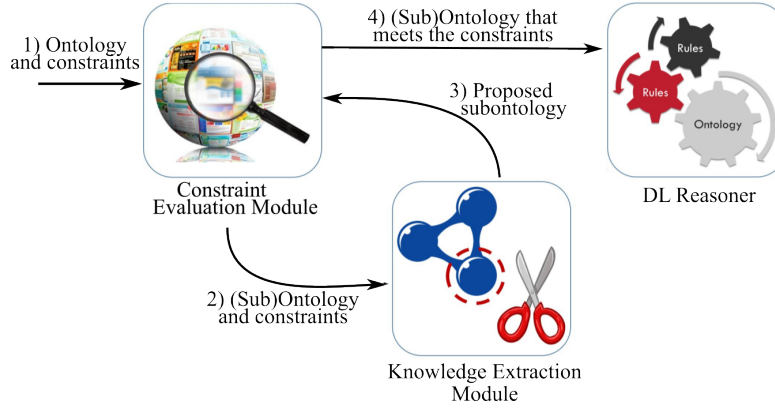 1) Ontology
and constraints
4) (Sub)Ontology that
meets the constraints
Rules
Rules
Ontology
3) Proposed
subontology
Constraint
Evaluation Module
DL Reasoner
2) (Sub)Ontology
and constraints
Knowledge Extraction
Module